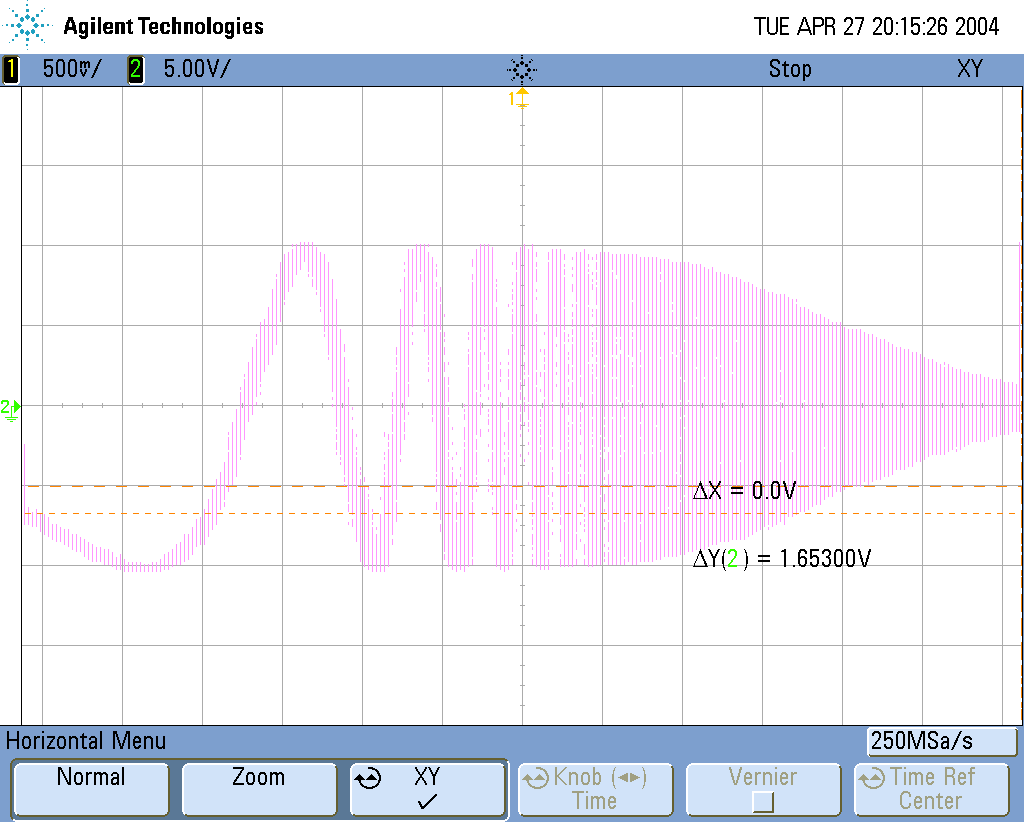 Agilent Technologies TUE APR 27 20:15:26 2004
1 500mV/ 2 5.00V/ Stop XY
1
2
ΔX = 0.0V
ΔY(2) = 1.65300V
Horizontal Menu 250MSa/s
Normal Zoom XY Knob (◂▸) Vernier Time Ref
Time Center